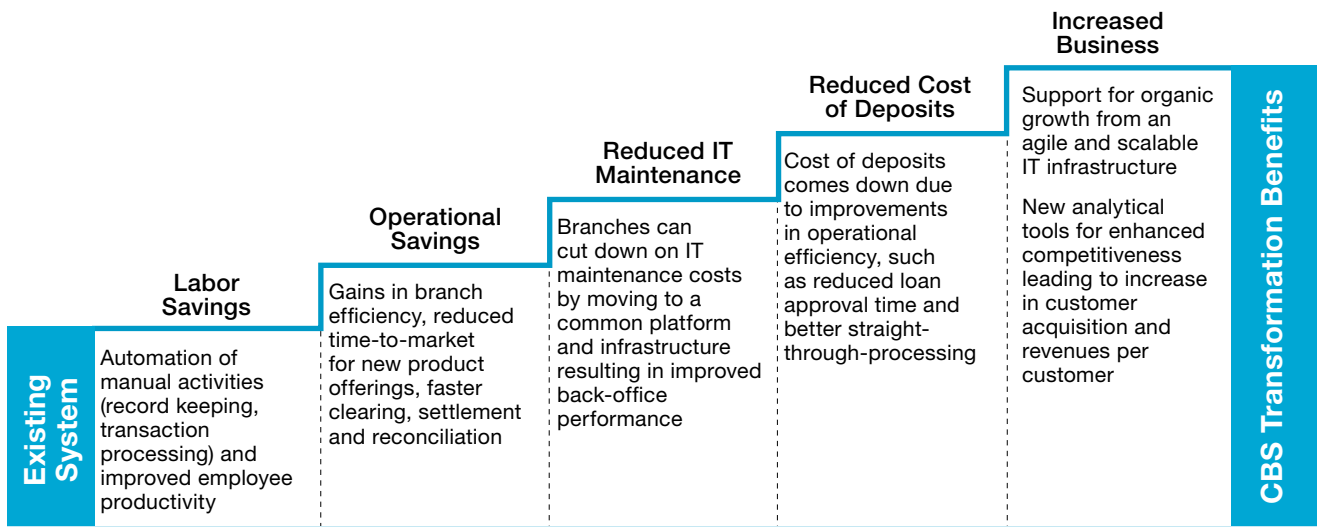 Existing
System
Labor
Savings
Automation of
manual activities
(record keeping,
transaction
processing) and
improved employee
productivity
Operational
Savings
Gains in branch
efficiency, reduced
time-to-market
for new product
offerings, faster
clearing, settlement
and reconciliation
Reduced IT
Maintenance
Branches can
cut down on IT
maintenance costs
by moving to a
common platform
and infrastructure
resulting in improved
back-office
performance
Reduced Cost
of Deposits
Cost of deposits
comes down due
to improvements
in operational
efficiency, such
as reduced loan
approval time and
better straight-
through-processing
Increased
Business
Support for organic
growth from an
agile and scalable
IT infrastructure
New analytical
tools for enhanced
competitiveness
leading to increase
in customer
acquisition and
revenues per
customer
CBS Transformation Benefits